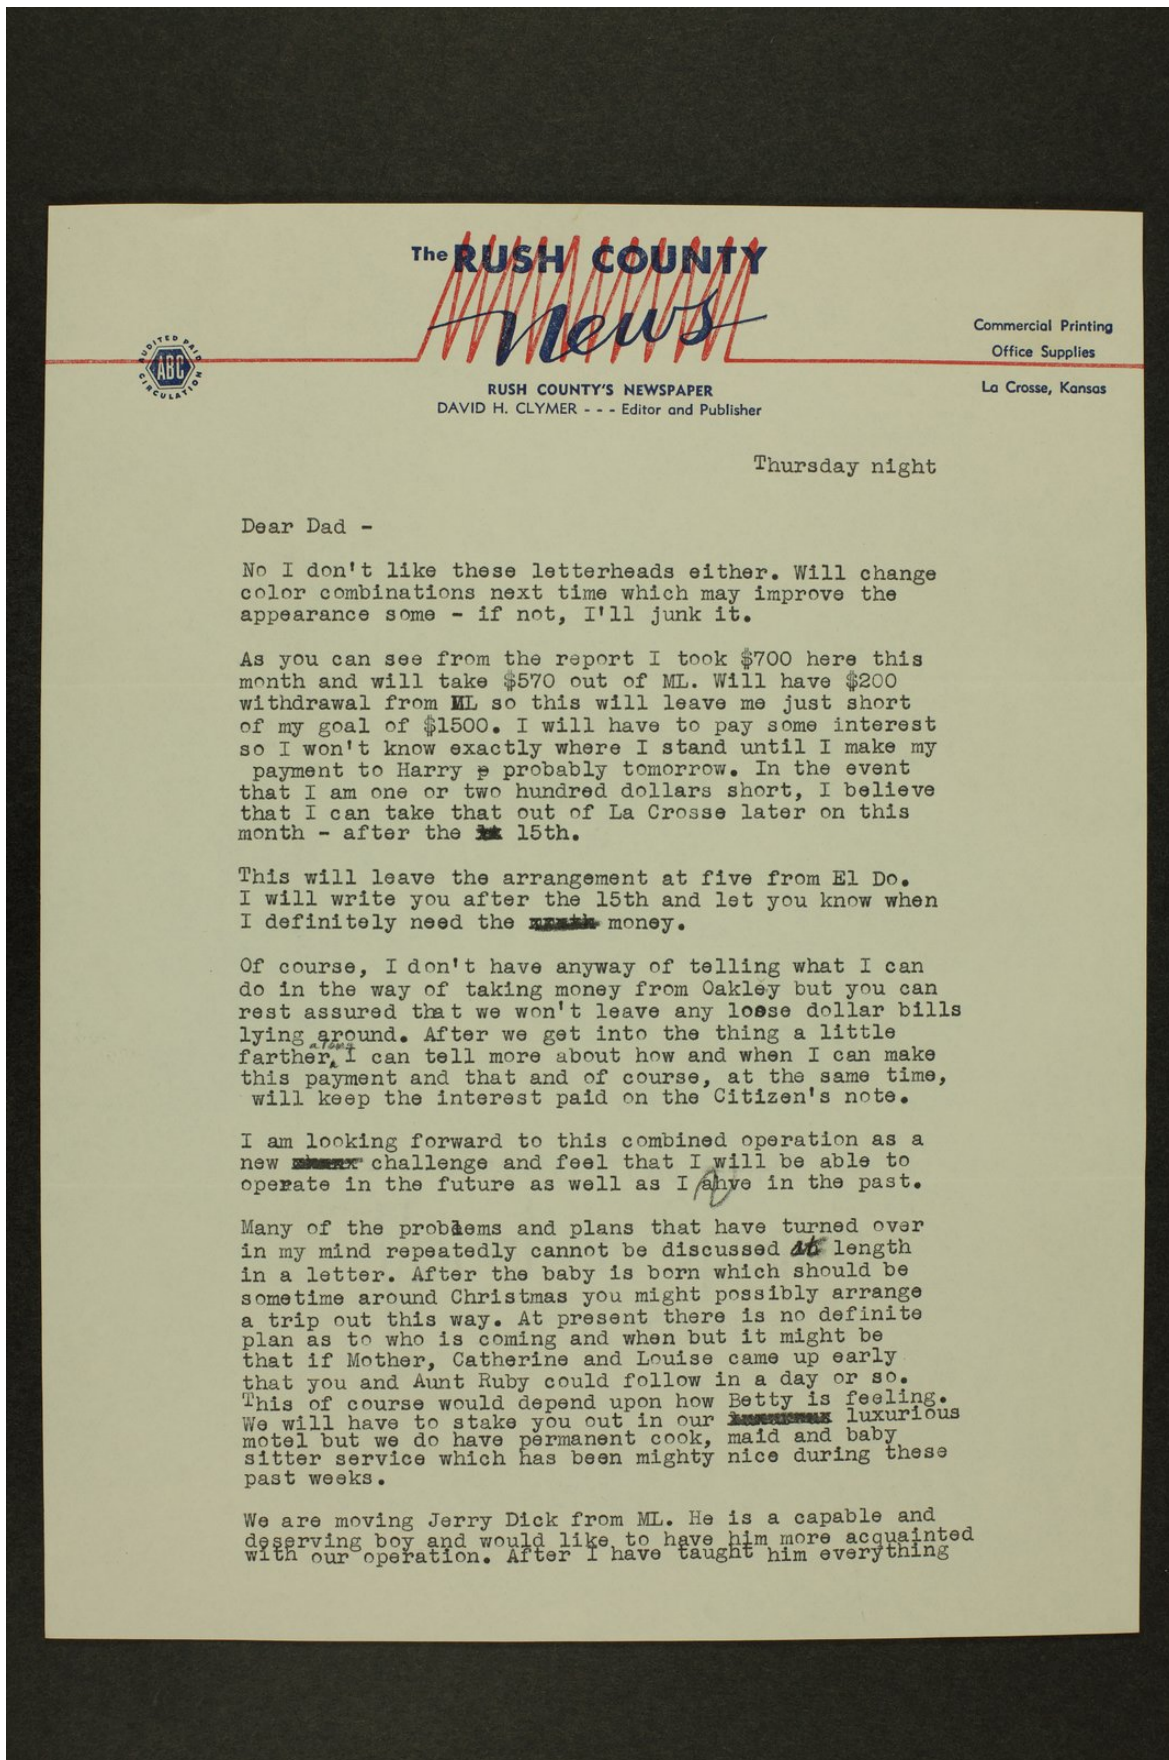 The RUSH COUNTY
news
AUDITED PAID
ABC
CIRCULATION
Commercial Printing
Office Supplies
La Crosse, Kansas
RUSH COUNTY'S NEWSPAPER
DAVID H. CLYMER - - - Editor and Publisher
Thursday night
Dear Dad -
No I don't like these letterheads either. Will change
color combinations next time which may improve the
appearance some - if not, I'll junk it.
As you can see from the report I took $700 here this
month and will take $570 out of ML. Will have $200
withdrawal from ML so this will leave me just short
of my goal of $1500. I will have to pay some interest
so I won't know exactly where I stand until I make my
payment to Harry probably tomorrow. In the event
that I am one or two hundred dollars short, I believe
that I can take that out of La Crosse later on this
month - after the 15th.
This will leave the arrangement at five from El Do.
I will write you after the 15th and let you know when
I definitely need the money.
Of course, I don't have anyway of telling what I can
do in the way of taking money from Oakley but you can
rest assured that we won't leave any loose dollar bills
lying around. After we get into the thing a little
farther, along I can tell more about how and when I can make
this payment and that and of course, at the same time,
will keep the interest paid on the Citizen's note.
I am looking forward to this combined operation as a
new challenge and feel that I will be able to
operate in the future as well as I ahve in the past.
Many of the problems and plans that have turned over
in my mind repeatedly cannot be discussed at length
in a letter. After the baby is born which should be
sometime around Christmas you might possibly arrange
a trip out this way. At present there is no definite
plan as to who is coming and when but it might be
that if Mother, Catherine and Louise came up early
that you and Aunt Ruby could follow in a day or so.
This of course would depend upon how Betty is feeling.
We will have to stake you out in our luxurious
motel but we do have permanent cook, maid and baby
sitter service which has been mighty nice during these
past weeks.
We are moving Jerry Dick from ML. He is a capable and
deserving boy and would like to have him more acquainted
with our operation. After I have taught him everything